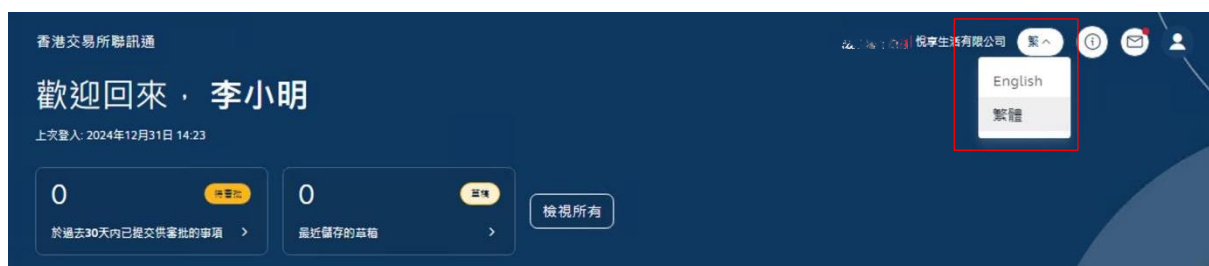 香港交易所聯訊通
悅享生活有限公司
繁
English
繁體
歡迎回來， 李小明
上次登入: 2024年12月31日 14:23
0
待審批
於過去30天內已提交供審批的事項
0
草稿
最近儲存的草稿
檢視所有